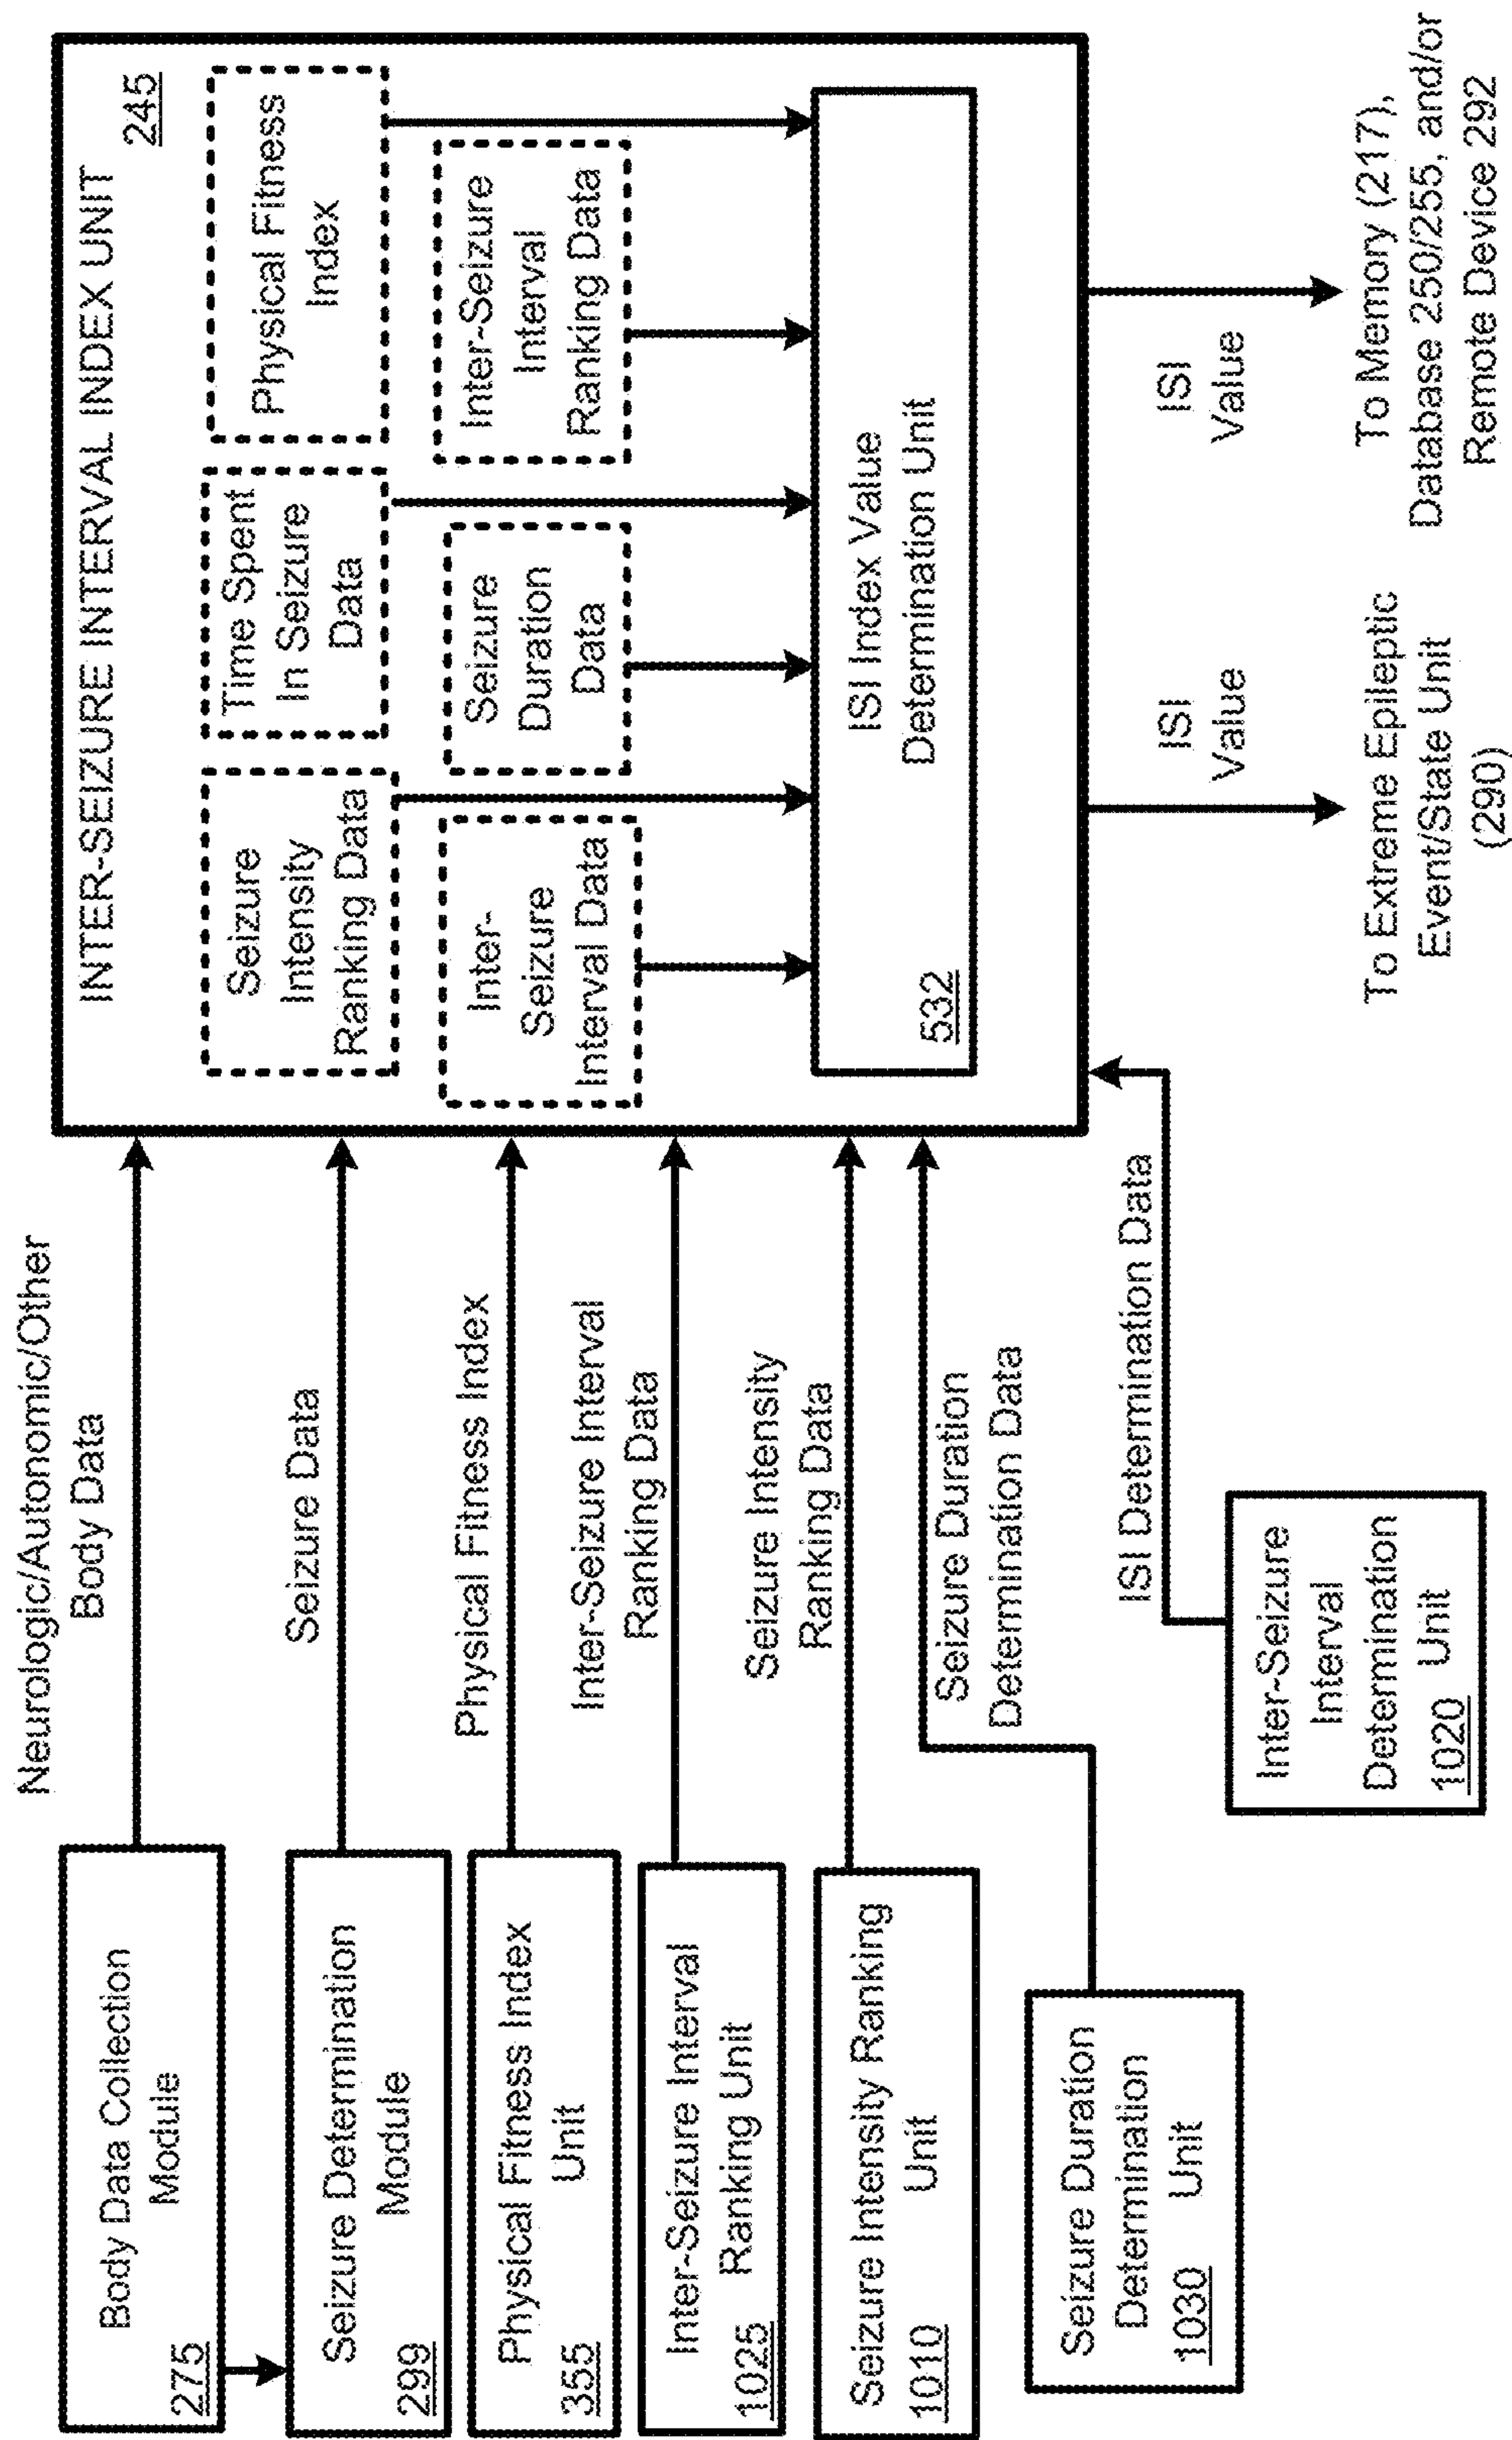 Body Data Collection
Module
275
Seizure Determination
Module
299
Physical Fitness Index
Unit
355
Inter-Seizure Interval
Ranking Unit
1025
Seizure Intensity Ranking
Unit
1010
Seizure Duration
Determination
Unit
1030
Inter-Seizure
Interval
Determination
Unit
1020
Neurologic/Autonomic/Other
Body Data
Seizure Data
Physical Fitness Index
Inter-Seizure Interval
Ranking Data
Seizure Intensity
Ranking Data
Seizure Duration
Determination Data
ISI Determination Data
INTER-SEIZURE INTERVAL INDEX UNIT
245
Seizure
Intensity
Ranking Data
Time Spent
In Seizure
Data
Physical Fitness
Index
Inter-
Seizure
Interval Data
Seizure
Duration
Data
Inter-Seizure
Interval
Ranking Data
ISI Index Value
Determination Unit
532
ISI
Value
ISI
Value
To Extreme Epileptic
Event/State Unit
(290)
To Memory (217),
Database 250/255, and/or
Remote Device 292